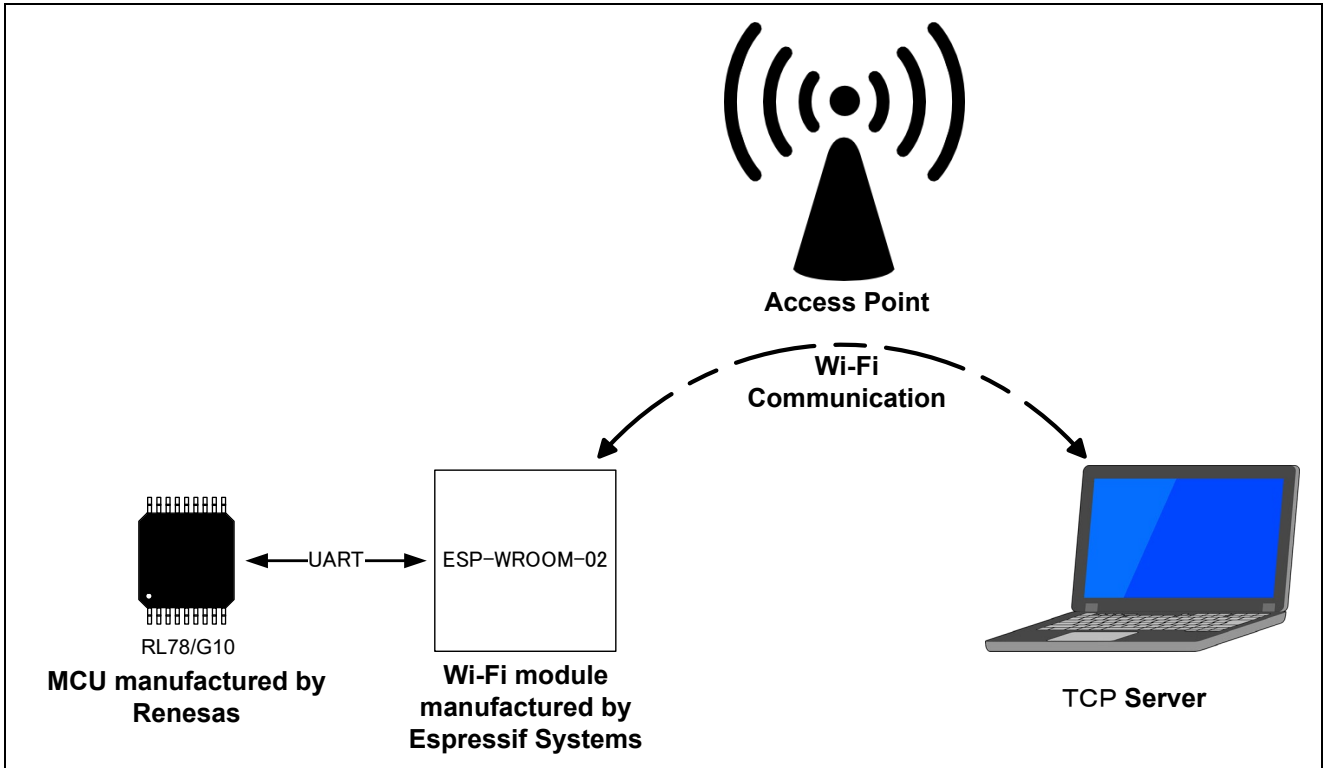 Access Point
Wi-Fi
Communication
UART
ESP-WROOM-02
RL78/G10
MCU manufactured by
Renesas
Wi-Fi module
manufactured by
Espressif Systems
TCP Server